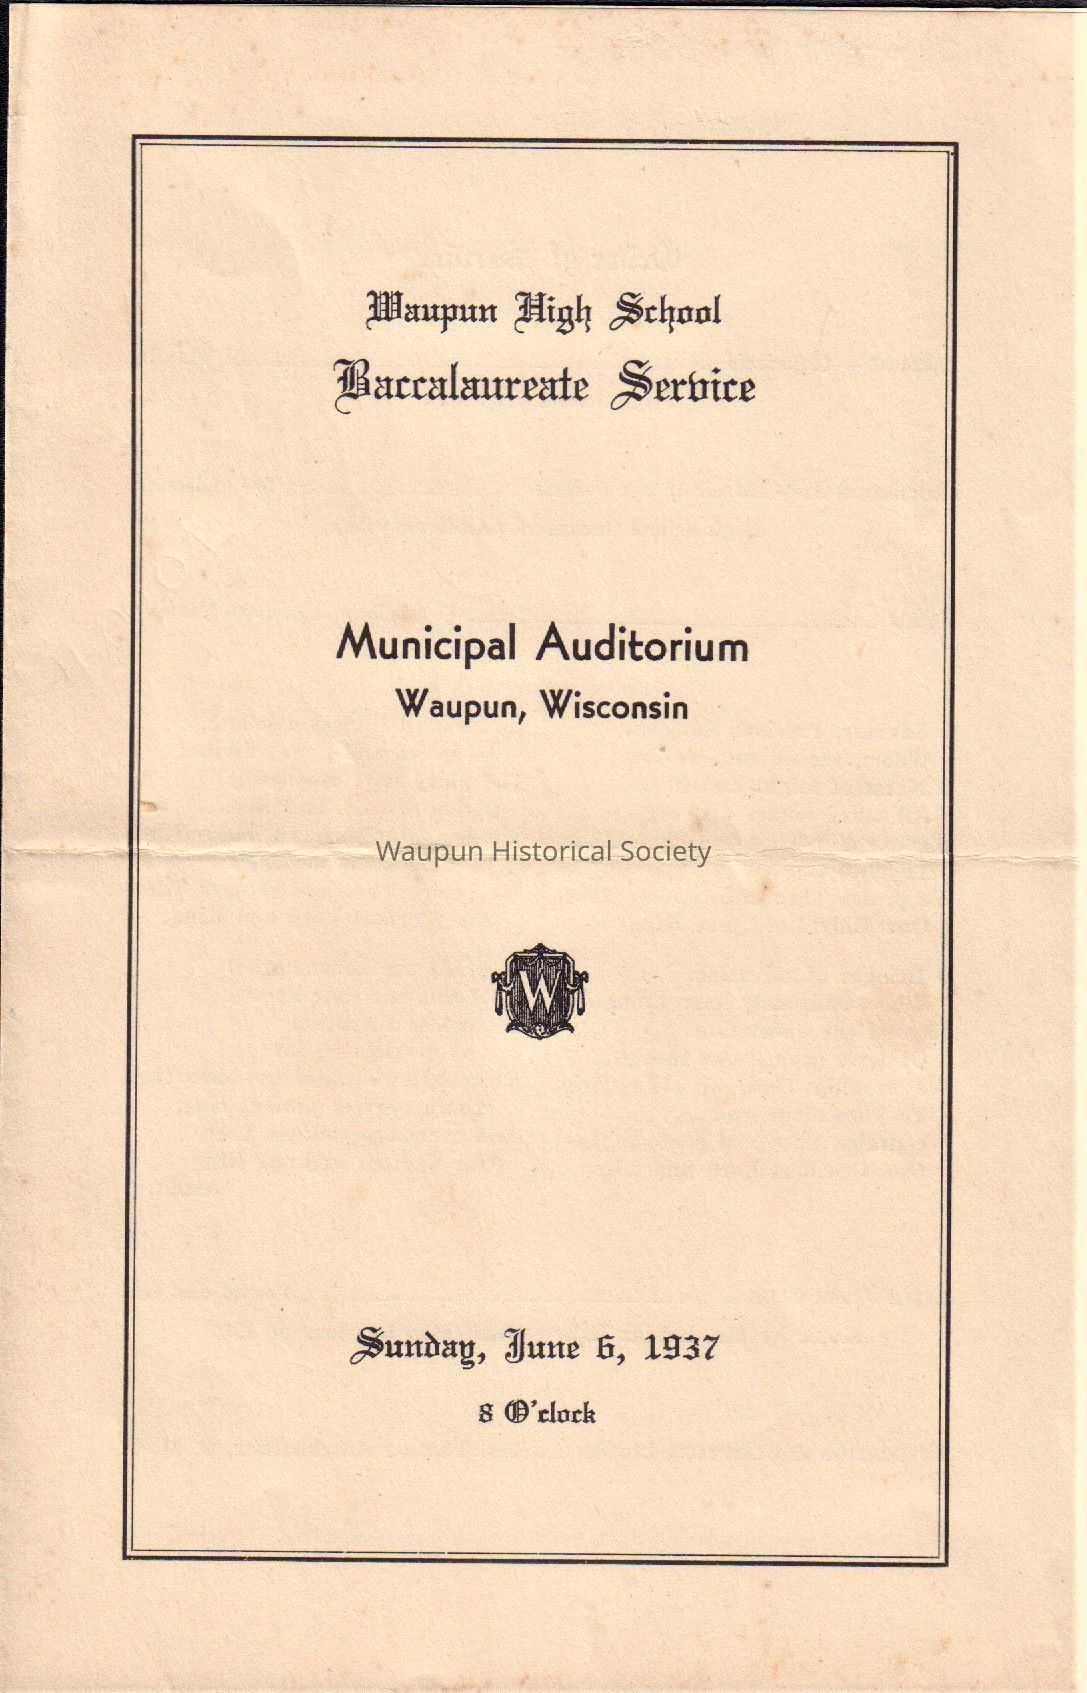 Waupun High School
Baccalaureate Service
Municipal Auditorium
Waupun, Wisconsin
Waupun Historical Society
W
Sunday, June 6, 1937
8 O'clock